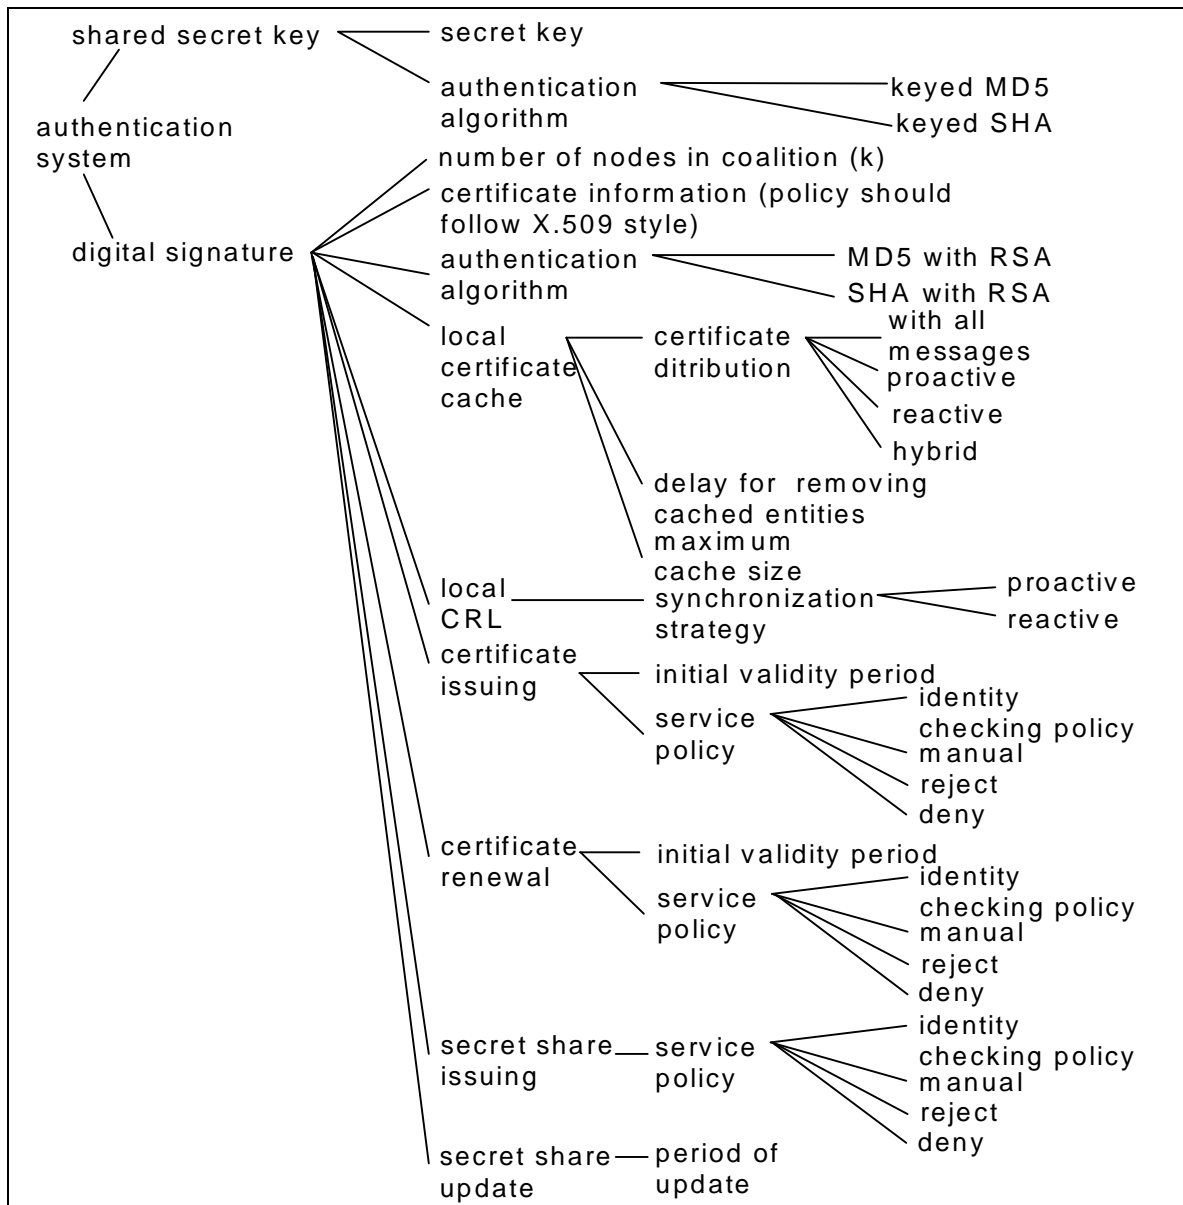 shared secret key
secret key
authentication
algorithm
keyed MD5
keyed SHA
authentication
system
number of nodes in coalition (k)
certificate information (policy should
follow X.509 style)
digital signature
authentication
algorithm
MD5 with RSA
SHA with RSA
local
certificate
cache
certificate
ditribution
with all
messages
proactive
reactive
hybrid
delay for removing
cached entities
maximum
cache size
local
CRL
synchronization
strategy
proactive
reactive
certificate
issuing
initial validity period
service
policy
identity
checking policy
manual
reject
deny
certificate
renewal
initial validity period
service
policy
identity
checking policy
manual
reject
deny
secret share
issuing
service
policy
identity
checking policy
manual
reject
deny
secret share
update
period of
update